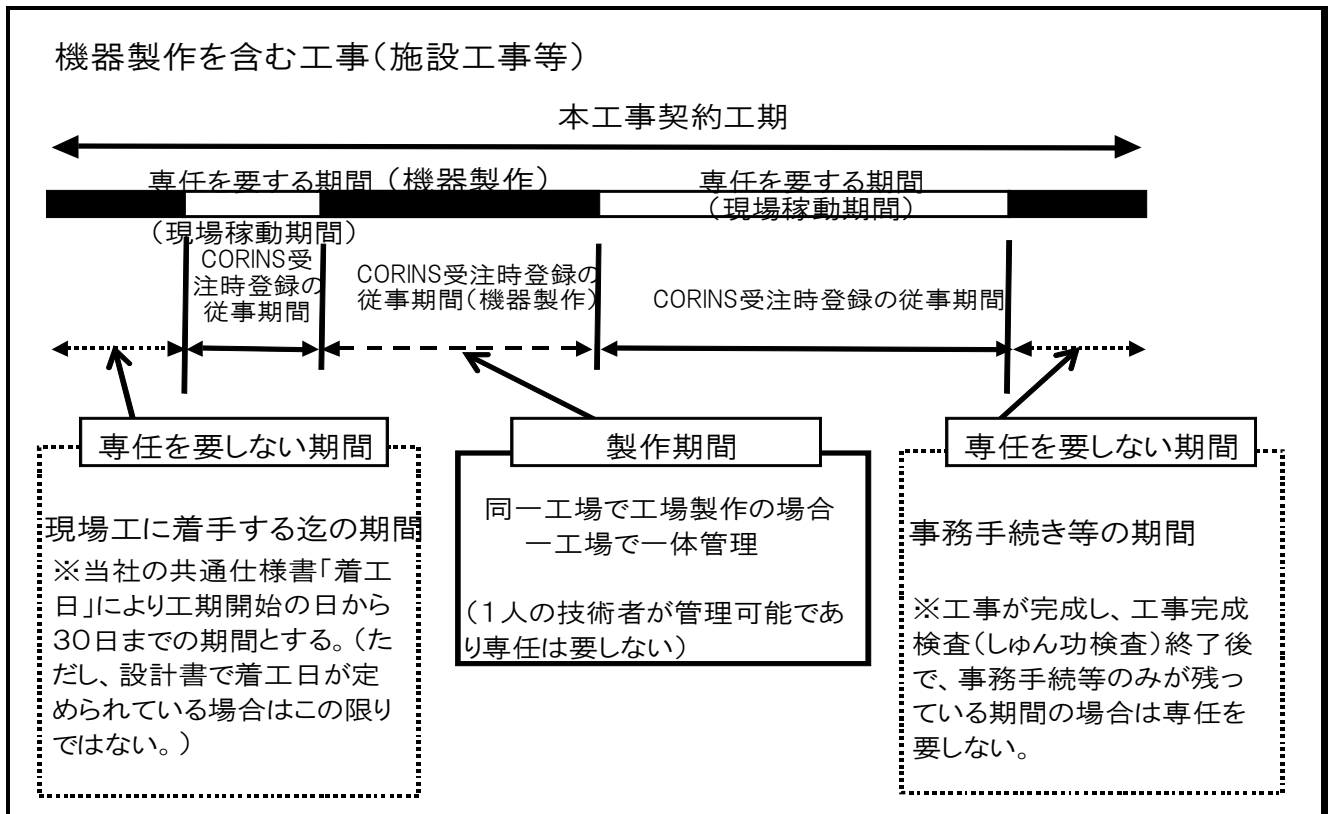 機器製作を含む工事(施設工事等)
本工事契約工期
専任を要する期間
(機器製作)
専任を要する期間
(現場稼動期間)
(現場稼動期間)
CORINS受
注時登録の
従事期間
CORINS受注時登録の
従事期間(機器製作)
CORINS受注時登録の従事期間
専任を要しない期間
現場工に着手する迄の期間
※当社の共通仕様書「着工
日」により工期開始の日から
30日までの期間とする。(た
だし、設計書で着工日が定
められている場合はこの限り
ではない。)
製作期間
同一工場で工場製作の場合
一工場で一体管理
(1人の技術者が管理可能であ
り専任は要しない)
専任を要しない期間
事務手続き等の期間
※工事が完成し、工事完成
検査(しゅん功検査)終了後
で、事務手続等のみが残っ
ている期間の場合は専任を
要しない。